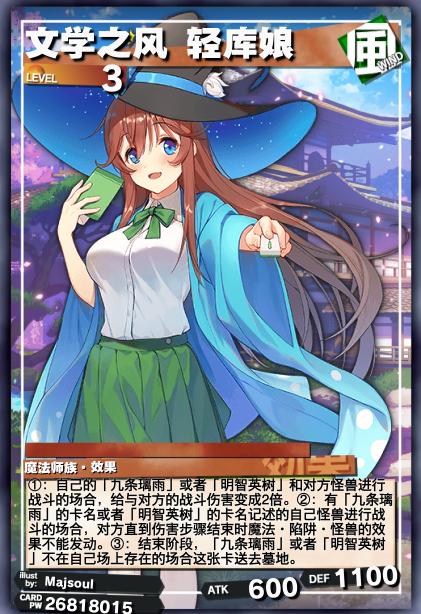 文学之风 轻库娘
風
WIND
LEVEL 3
魔法师族·效果
①：自己的「九条璃雨」或者「明智英树」和对方怪兽进行
战斗的场合，给与对方的战斗伤害变成2倍。②：有「九条璃
雨」的卡名或者「明智英树」的卡名记述的自己怪兽进行战
斗的场合，对方直到伤害步骤结束时魔法·陷阱·怪兽的效
果不能发动。③：结束阶段，「九条璃雨」或者「明智英树
」不在自己场上存在的场合这张卡送去墓地。
illust by: Majsoul
ATK 600 DEF 1100
CARD PW 26818015